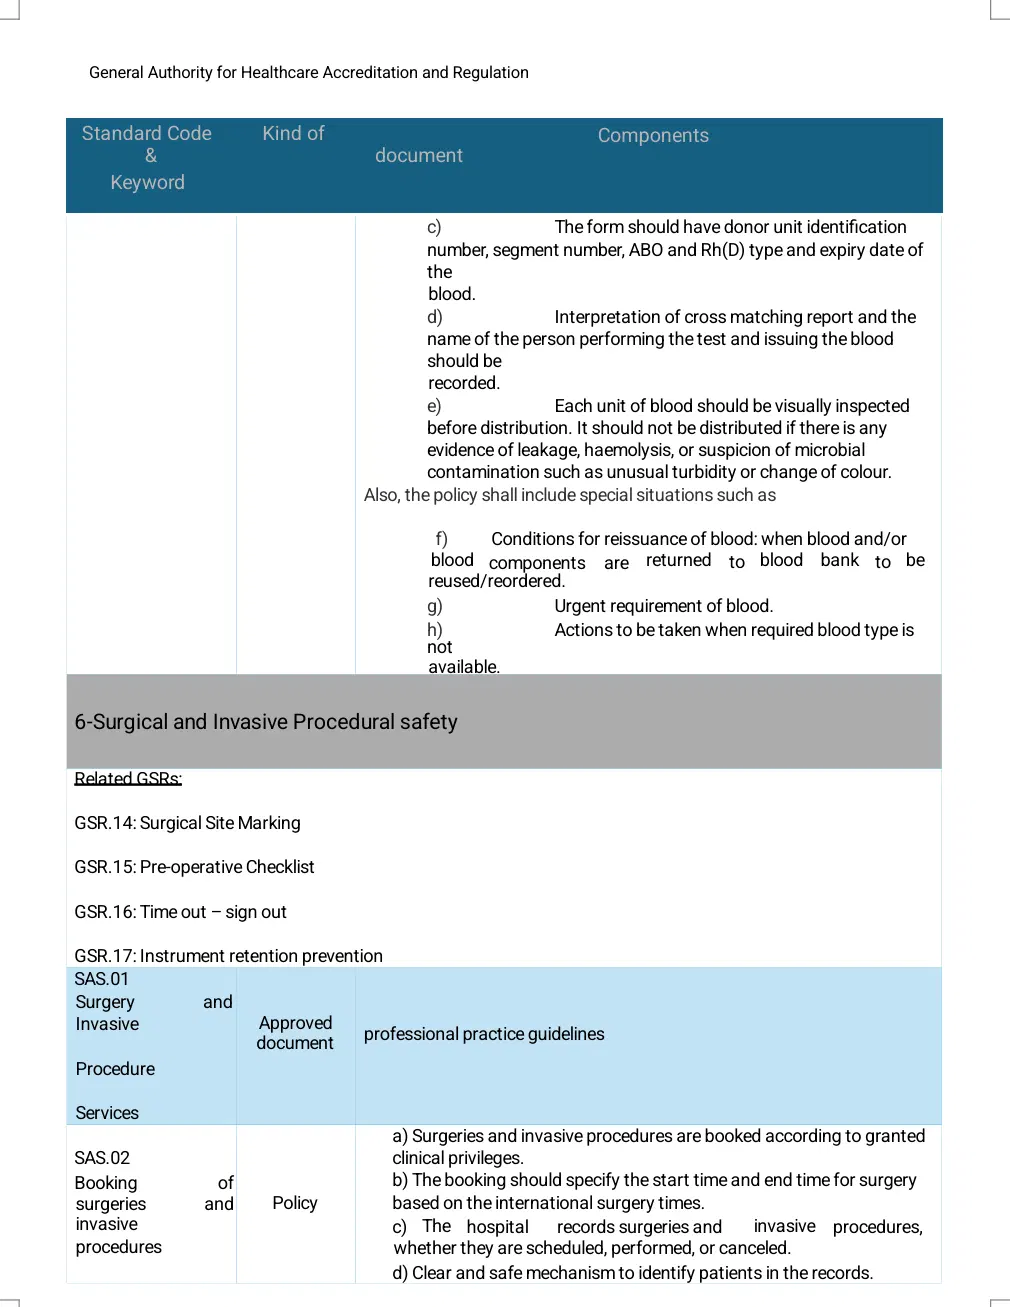 General Authority for Healthcare Accreditation and Regulation
Standard Code
&
Keyword
Kind of
document
Components
c) The form should have donor unit identification
number, segment number, ABO and Rh(D) type and expiry date of
the
blood.
d) Interpretation of cross matching report and the
name of the person performing the test and issuing the blood
should be
recorded.
e) Each unit of blood should be visually inspected
before distribution. It should not be distributed if there is any
evidence of leakage, haemolysis, or suspicion of microbial
contamination such as unusual turbidity or change of colour.
Also, the policy shall include special situations such as
f) Conditions for reissuance of blood: when blood and/or
blood components are returned to blood bank to be
reused/reordered.
g) Urgent requirement of blood.
h) Actions to be taken when required blood type is
not
available.
6-Surgical and Invasive Procedural safety
Related GSRs:
GSR.14: Surgical Site Marking
GSR.15: Pre-operative Checklist
GSR.16: Time out – sign out
GSR.17: Instrument retention prevention
SAS.01
Surgery and
Invasive
Procedure
Services
Approved
document
professional practice guidelines
SAS.02
Booking of
surgeries and
invasive
procedures
Policy
a) Surgeries and invasive procedures are booked according to granted
clinical privileges.
b) The booking should specify the start time and end time for surgery
based on the international surgery times.
c) The hospital records surgeries and invasive procedures,
whether they are scheduled, performed, or canceled.
d) Clear and safe mechanism to identify patients in the records.